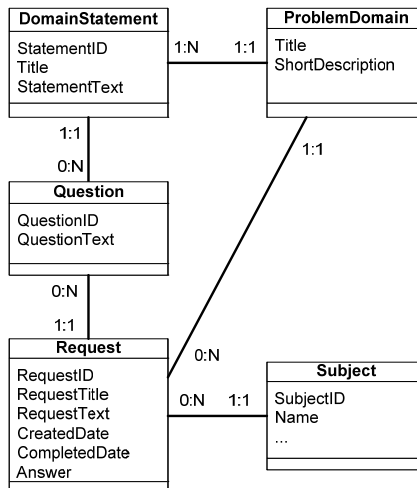 DomainStatement
StatementID
Title
StatementText
1:N
1:1
ProblemDomain
Title
ShortDescription
1:1
0:N
1:1
Question
QuestionID
QuestionText
0:N
1:1
0:N
Request
RequestID
RequestTitle
RequestText
CreatedDate
CompletedDate
Answer
0:N
1:1
Subject
SubjectID
Name
...